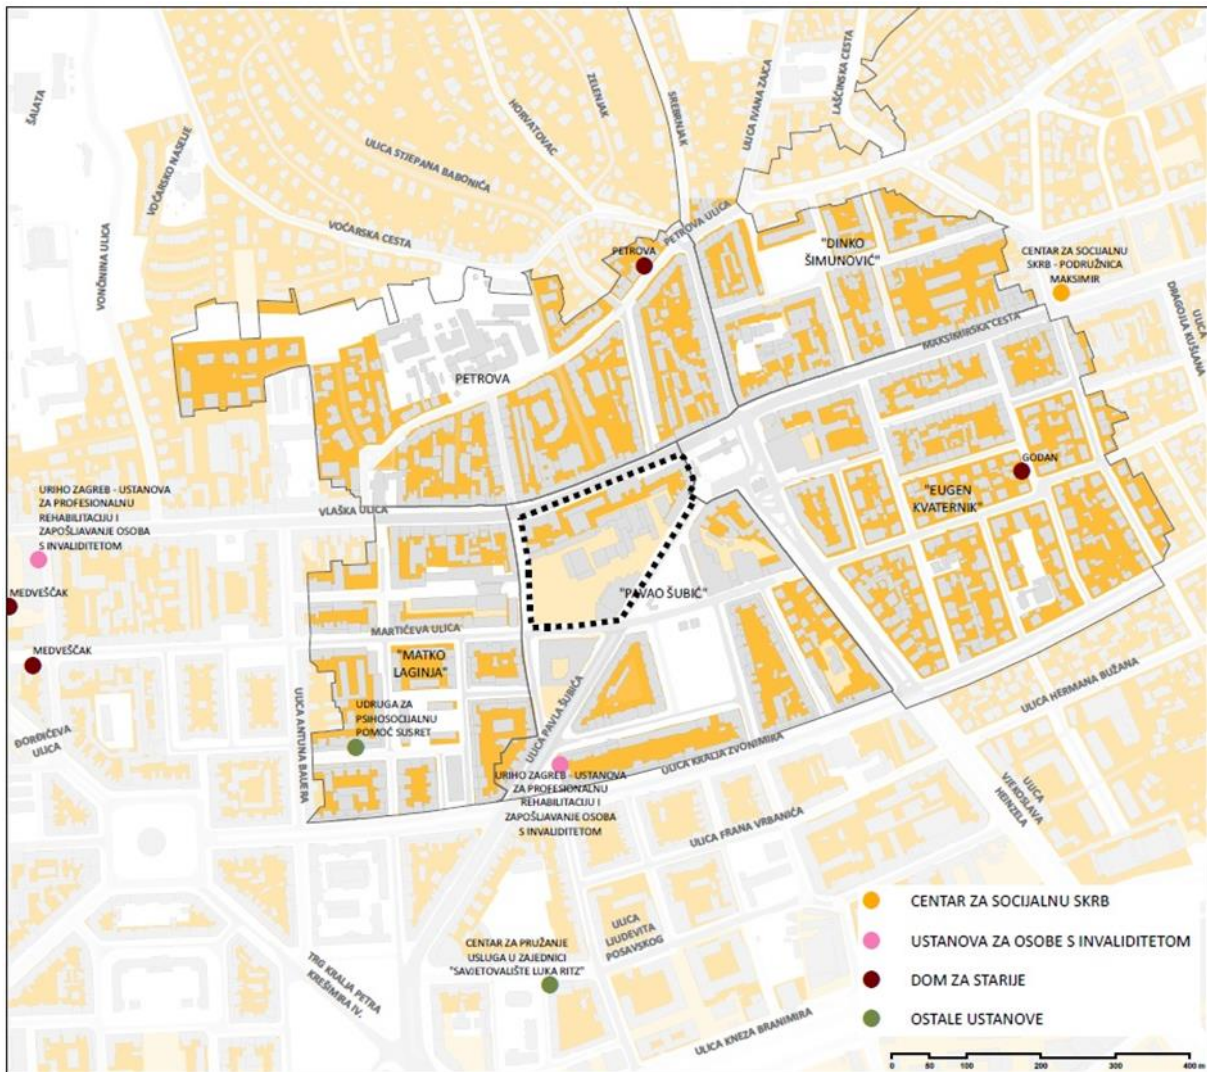 ŠALATA
VOĆARSKO NASELJE
VONČININA ULICA
ULICA STJEPANA BABONIĆA
VOĆARSKA CESTA
HORVATOVAC
ZELENJAK
SREBRNJAK
ULICA IVANA ZAJCA
LAŠĆINSKA CESTA
PETROVA ULICA
PETROVA
"DINKO
ŠIMUNOVIĆ"
CENTAR ZA SOCIJALNU
SKRB - PODRUŽNICA
MAKSIMIR
ULICA
DRAGOJLA KUŠLANA
MAKSIMIRSKA CESTA
PETROVA
GODAN
"EUGEN
KVATERNIK"
URIHO ZAGREB - USTANOVA
ZA PROFESIONALNU
REHABILITACIJU I
ZAPOŠLJAVANJE OSOBA
S INVALIDITETOM
VLAŠKA ULICA
MEDVEŠČAK
MEDVEŠČAK
"PAVAO ŠUBIĆ"
MARTIĆEVA ULICA
"MATKO
LAGINJA"
UDRUGA ZA
PSIHOSOCIJALNU
POMOĆ SUSRET
ĐORĐIĆEVA
ULICA
ULICA ANTUNA BAUERA
ULICA PAVLA ŠUBIĆA
ULICA KRALJA ZVONIMIRA
ULICA HERMANA BUŽANA
URIHO ZAGREB - USTANOVA
ZA PROFESIONALNU
REHABILITACIJU I
ZAPOŠLJAVANJE OSOBA
S INVALIDITETOM
ULICA
VJEKOSLAVA
HEINZELA
ULICA FRANA VRBANIĆA
ULICA
LJUDEVITA
POSAVSKOG
CENTAR ZA PRUŽANJE
USLUGA U ZAJEDNICI
"SAVJETOVALIŠTE LUKA RITZ"
TRG KRALJA PETRA
KREŠIMIRA IV.
ULICA KNEZA BRANIMIRA
CENTAR ZA SOCIJALNU SKRB
USTANOVA ZA OSOBE S INVALIDITETOM
DOM ZA STARIJE
OSTALE USTANOVE
0 50 100 200 300 400 m